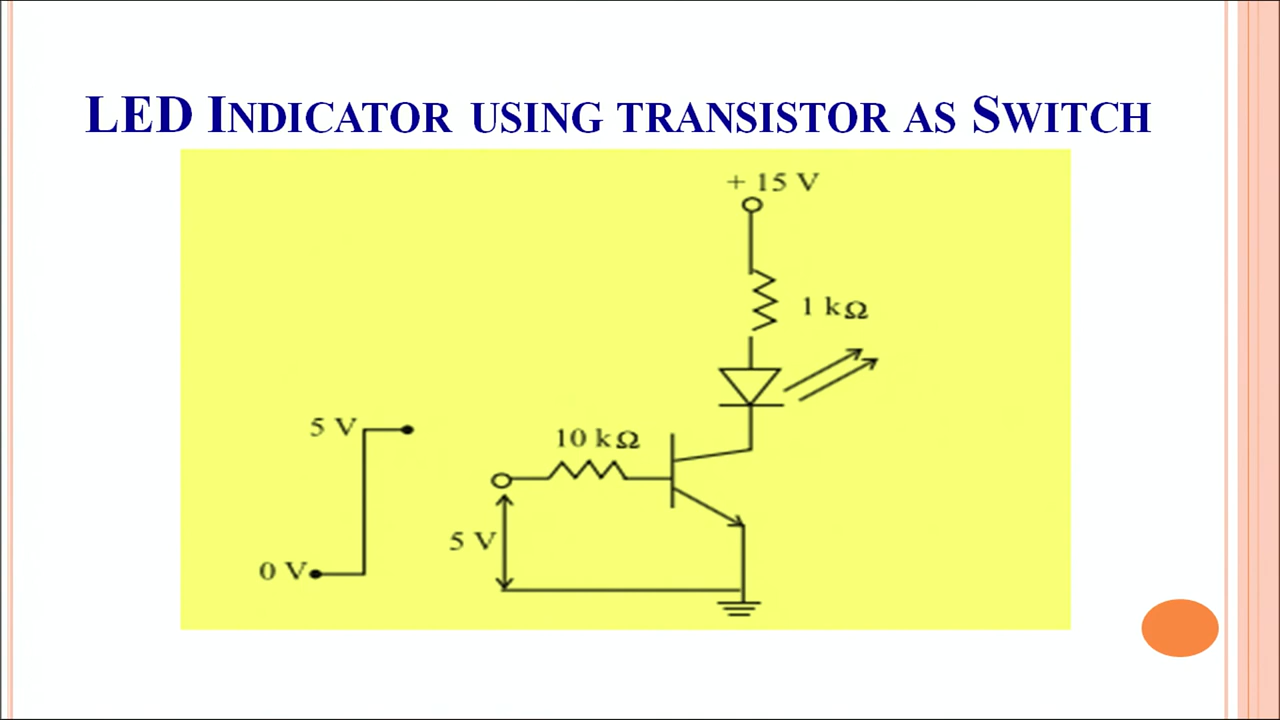 LED INDICATOR USING TRANSISTOR AS SWITCH
+ 15 V
1 kΩ
5 V
10 kΩ
5 V
0 V